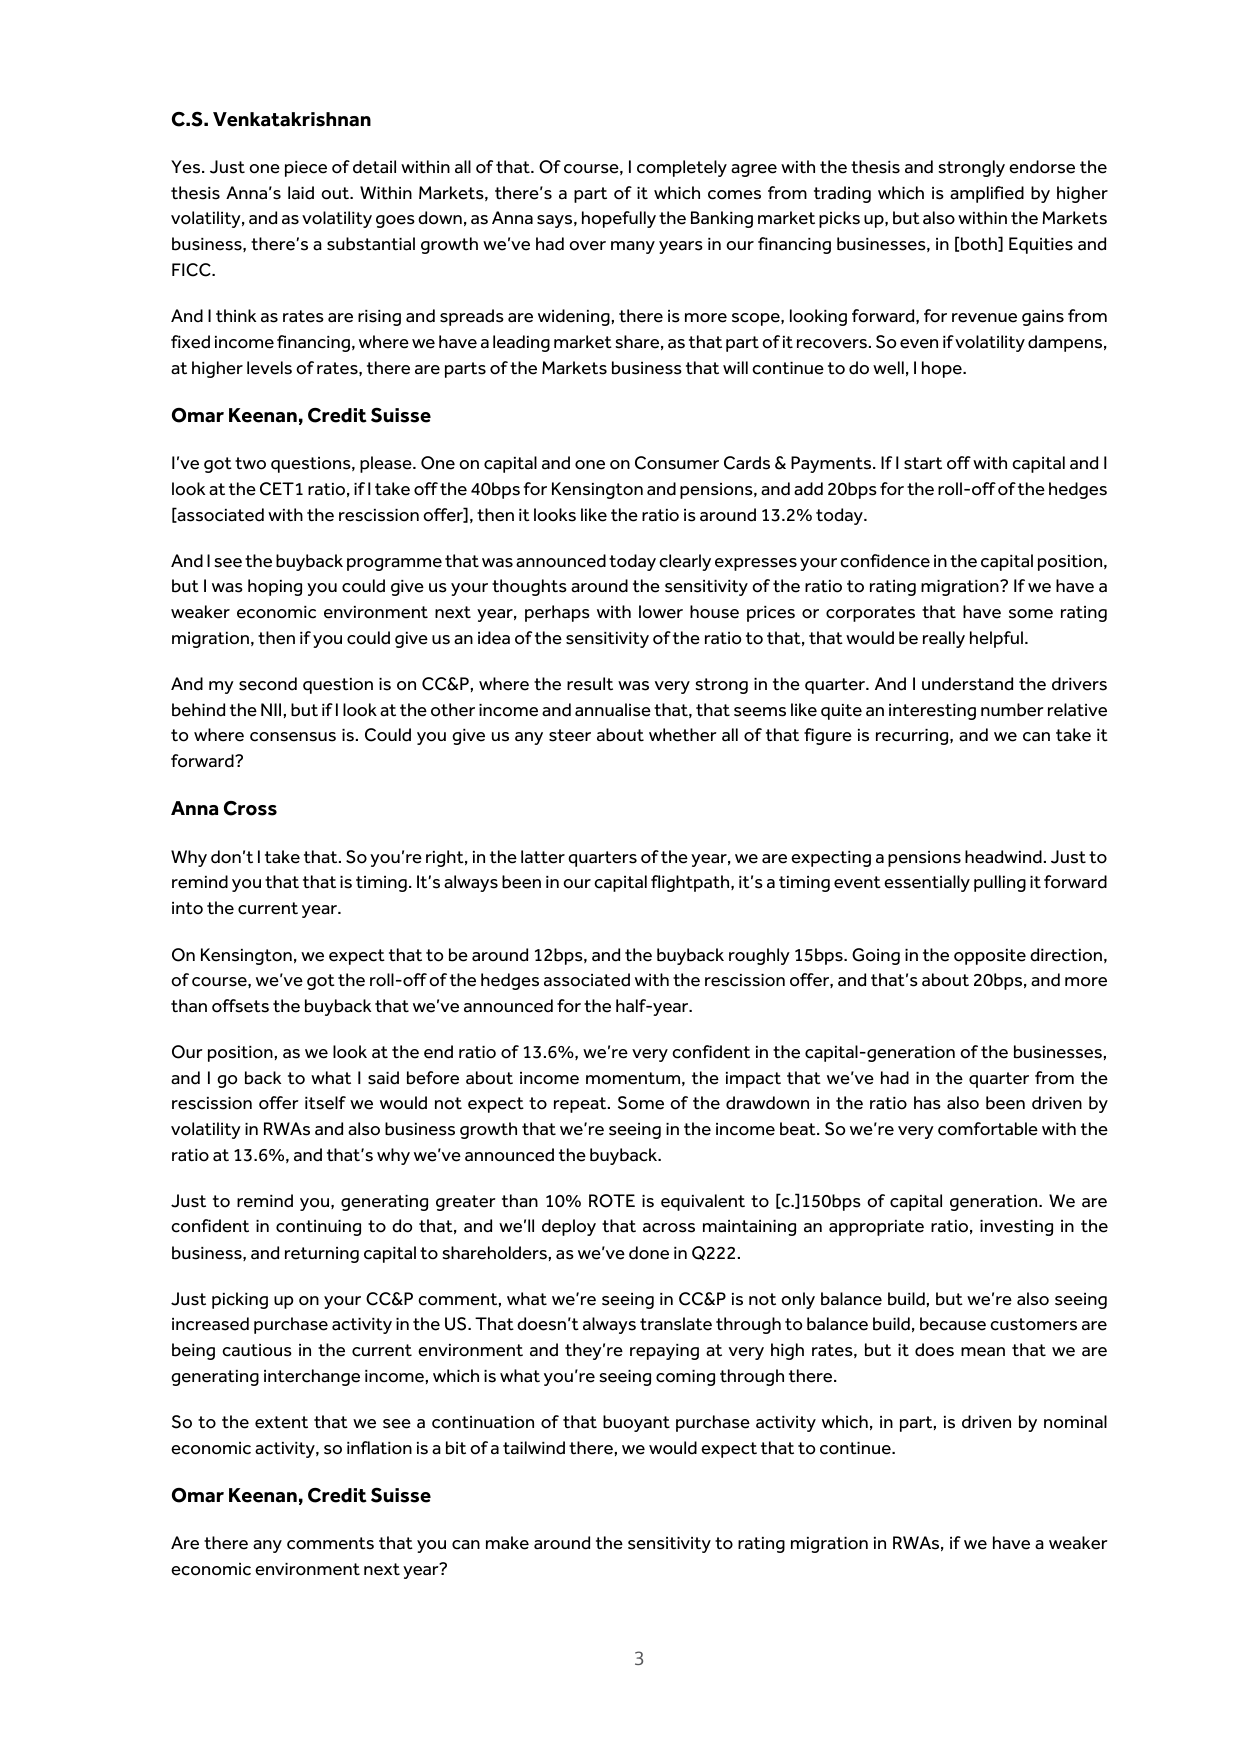 C.S. Venkatakrishnan
Yes. Just one piece of detail within all of that. Of course, I completely agree with the thesis and strongly endorse the
thesis Anna's laid out. Within Markets, there's a part of it which comes from trading which is amplified by higher
volatility, and as volatility goes down, as Anna says, hopefully the Banking market picks up, but also within the Markets
business, there's a substantial growth we've had over many years in our financing businesses, in [both] Equities and
FICC.
And I think as rates are rising and spreads are widening, there is more scope, looking forward, for revenue gains from
fixed income financing, where we have a leading market share, as that part of it recovers. So even if volatility dampens,
at higher levels of rates, there are parts of the Markets business that will continue to do well, I hope.
Omar Keenan, Credit Suisse
I've got two questions, please. One on capital and one on Consumer Cards & Payments. If I start off with capital and I
look at the CET1 ratio, if I take off the 40bps for Kensington and pensions, and add 20bps for the roll-off of the hedges
[associated with the rescission offer], then it looks like the ratio is around 13.2% today.
And I see the buyback programme that was announced today clearly expresses your confidence in the capital position,
but I was hoping you could give us your thoughts around the sensitivity of the ratio to rating migration? If we have a
weaker economic environment next year, perhaps with lower house prices or corporates that have some rating
migration, then if you could give us an idea of the sensitivity of the ratio to that, that would be really helpful.
And my second question is on CC&P, where the result was very strong in the quarter. And I understand the drivers
behind the NII, but if I look at the other income and annualise that, that seems like quite an interesting number relative
to where consensus is. Could you give us any steer about whether all of that figure is recurring, and we can take it
forward?
Anna Cross
Why don't I take that. So you're right, in the latter quarters of the year, we are expecting a pensions headwind. Just to
remind you that that is timing. It's always been in our capital flightpath, it's a timing event essentially pulling it forward
into the current year.
On Kensington, we expect that to be around 12bps, and the buyback roughly 15bps. Going in the opposite direction,
of course, we've got the roll-off of the hedges associated with the rescission offer, and that's about 20bps, and more
than offsets the buyback that we've announced for the half-year.
Our position, as we look at the end ratio of 13.6%, we're very confident in the capital-generation of the businesses,
and I go back to what I said before about income momentum, the impact that we've had in the quarter from the
rescission offer itself we would not expect to repeat. Some of the drawdown in the ratio has also been driven by
volatility in RWAs and also business growth that we're seeing in the income beat. So we're very comfortable with the
ratio at 13.6%, and that's why we've announced the buyback.
Just to remind you, generating greater than 10% ROTE is equivalent to [c.]150bps of capital generation. We are
confident in continuing to do that, and we'll deploy that across maintaining an appropriate ratio, investing in the
business, and returning capital to shareholders, as we've done in Q222.
Just picking up on your CC&P comment, what we're seeing in CC&P is not only balance build, but we're also seeing
increased purchase activity in the US. That doesn't always translate through to balance build, because customers are
being cautious in the current environment and they're repaying at very high rates, but it does mean that we are
generating interchange income, which is what you're seeing coming through there.
So to the extent that we see a continuation of that buoyant purchase activity which, in part, is driven by nominal
economic activity, so inflation is a bit of a tailwind there, we would expect that to continue.
Omar Keenan, Credit Suisse
Are there any comments that you can make around the sensitivity to rating migration in RWAs, if we have a weaker
economic environment next year?
3